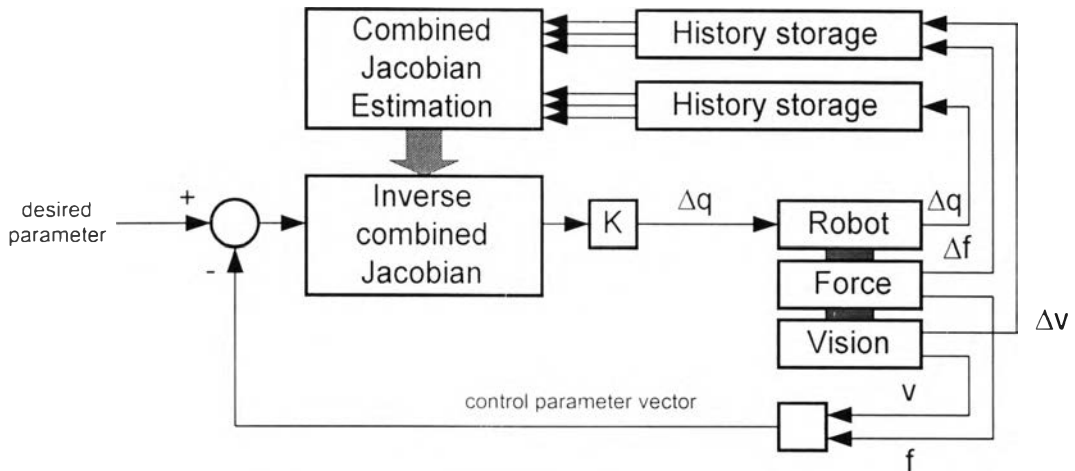 Combined
Jacobian
Estimation
History storage
History storage
desired
parameter
+
-
Inverse
combined
Jacobian
K
Δq
Robot
Force
Vision
Δq
Δf
Δv
v
f
control parameter vector